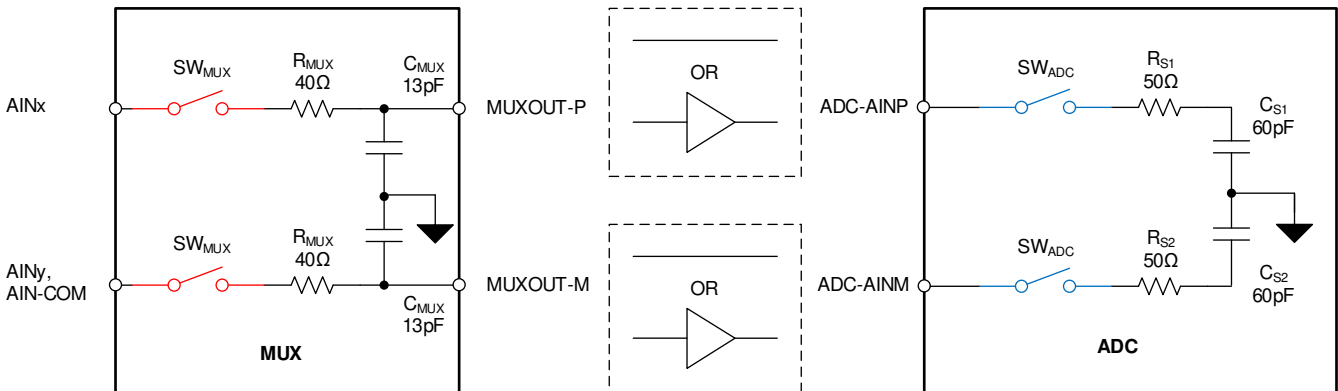 AINx
SWMUX
RMUX
40Ω
CMUX
13pF
MUXOUT-P
OR
ADC-AINP
SWADC
RS1
50Ω
CS1
60pF
AINy,
AIN-COM
SWMUX
RMUX
40Ω
CMUX
13pF
MUXOUT-M
OR
ADC-AINM
SWADC
RS2
50Ω
CS2
60pF
MUX
ADC